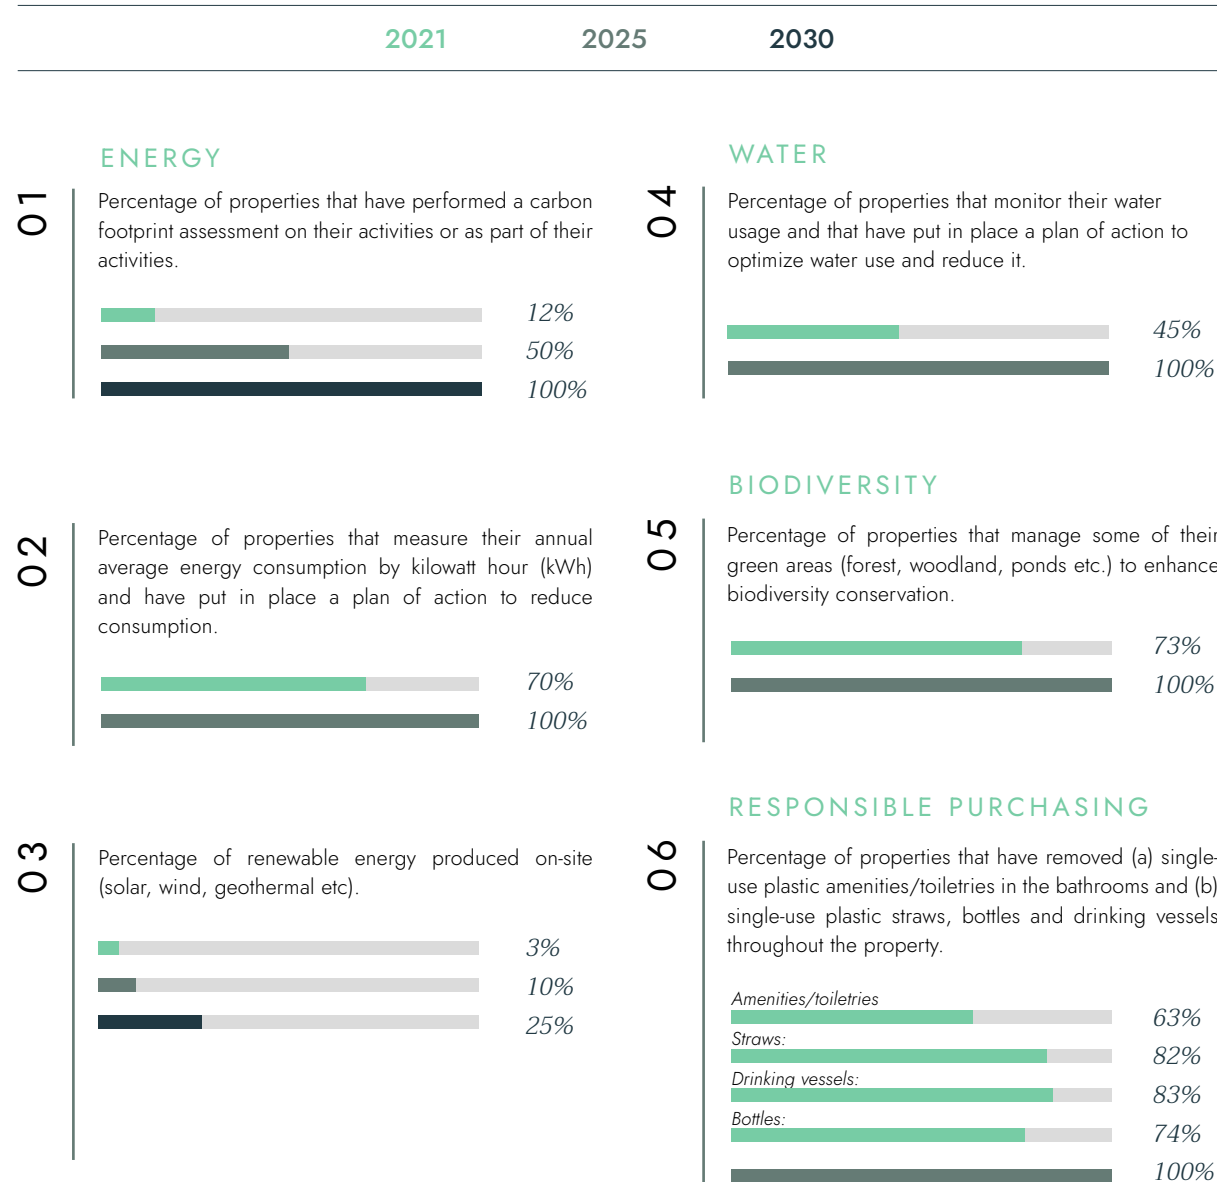 2021 2025 2030
ENERGY
01
Percentage of properties that have performed a carbon
footprint assessment on their activities or as part of their
activities.
12%
50%
100%
02
Percentage of properties that measure their annual
average energy consumption by kilowatt hour (kWh)
and have put in place a plan of action to reduce
consumption.
70%
100%
03
Percentage of renewable energy produced on-site
(solar, wind, geothermal etc).
3%
10%
25%
WATER
04
Percentage of properties that monitor their water
usage and that have put in place a plan of action to
optimize water use and reduce it.
45%
100%
BIODIVERSITY
05
Percentage of properties that manage some of their
green areas (forest, woodland, ponds etc.) to enhance
biodiversity conservation.
73%
100%
RESPONSIBLE PURCHASING
06
Percentage of properties that have removed (a) single-
use plastic amenities/toiletries in the bathrooms and (b)
single-use plastic straws, bottles and drinking vessels
throughout the property.
Amenities/toiletries
63%
Straws:
82%
Drinking vessels:
83%
Bottles:
74%
100%